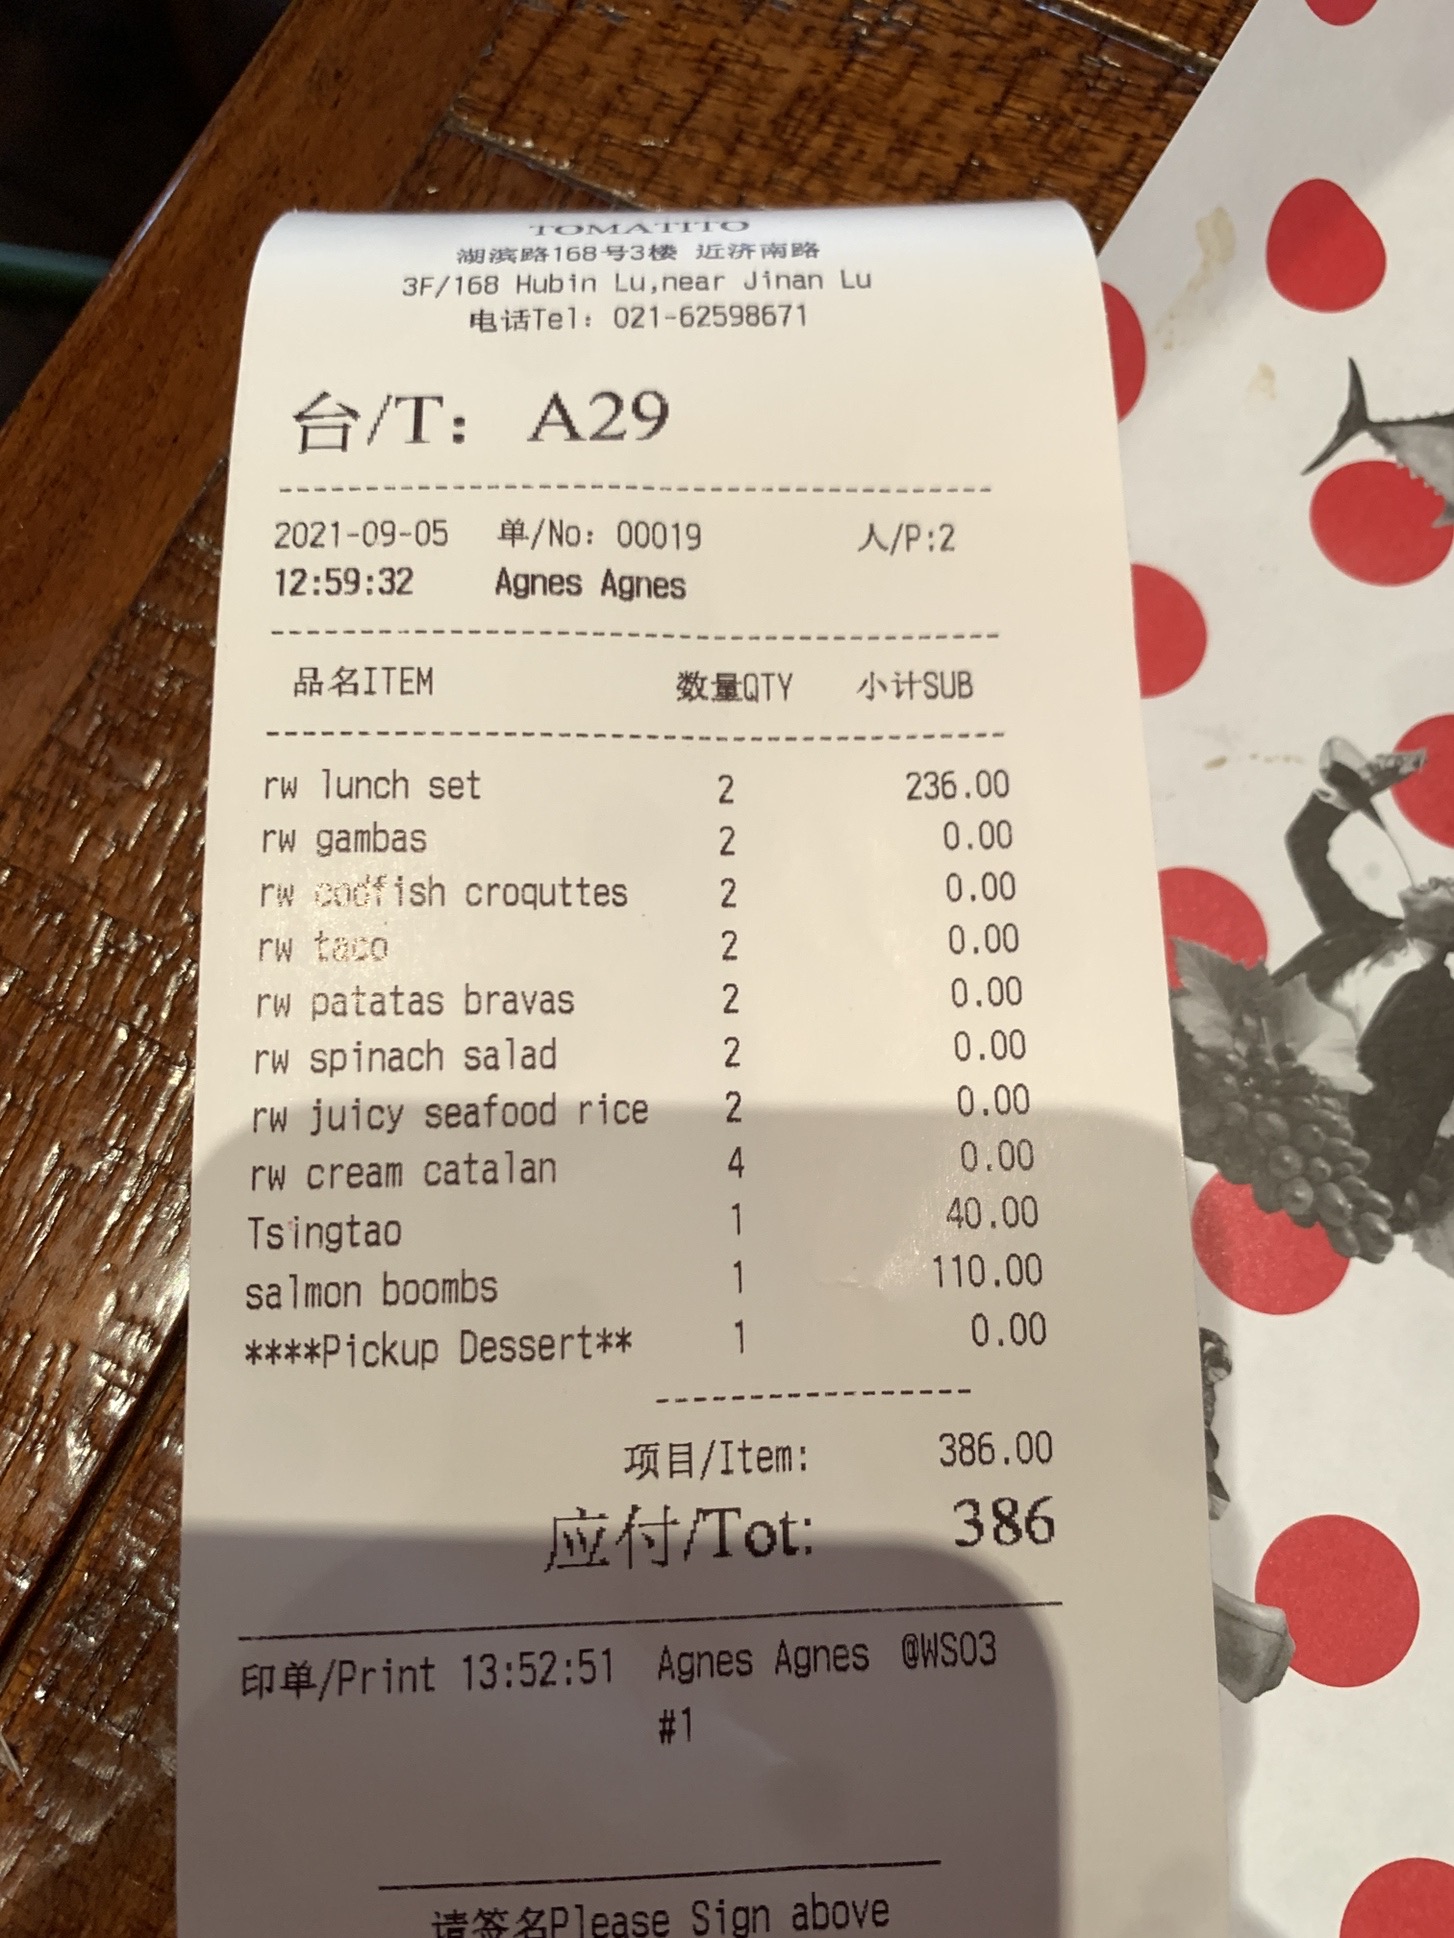 TOMATITO
湖滨路168号3楼 近济南路
3F/168 Hubin Lu,near Jinan Lu
电话Tel: 021-62598671
台/T: A29
2021-09-05 单/No: 00019 人/P:2
12:59:32 Agnes Agnes
品名ITEM 数量QTY 小计SUB
rw lunch set 2 236.00
rw gambas 2 0.00
rw codfish croquttes 2 0.00
rw taco 2 0.00
rw patatas bravas 2 0.00
rw spinach salad 2 0.00
rw juicy seafood rice 2 0.00
rw cream catalan 4 0.00
Tsingtao 1 40.00
salmon boombs 1 110.00
****Pickup Dessert** 1 0.00
项目/Item: 386.00
应付/Tot: 386
印单/Print 13:52:51 Agnes Agnes @WS03
#1
请签名Please Sign above